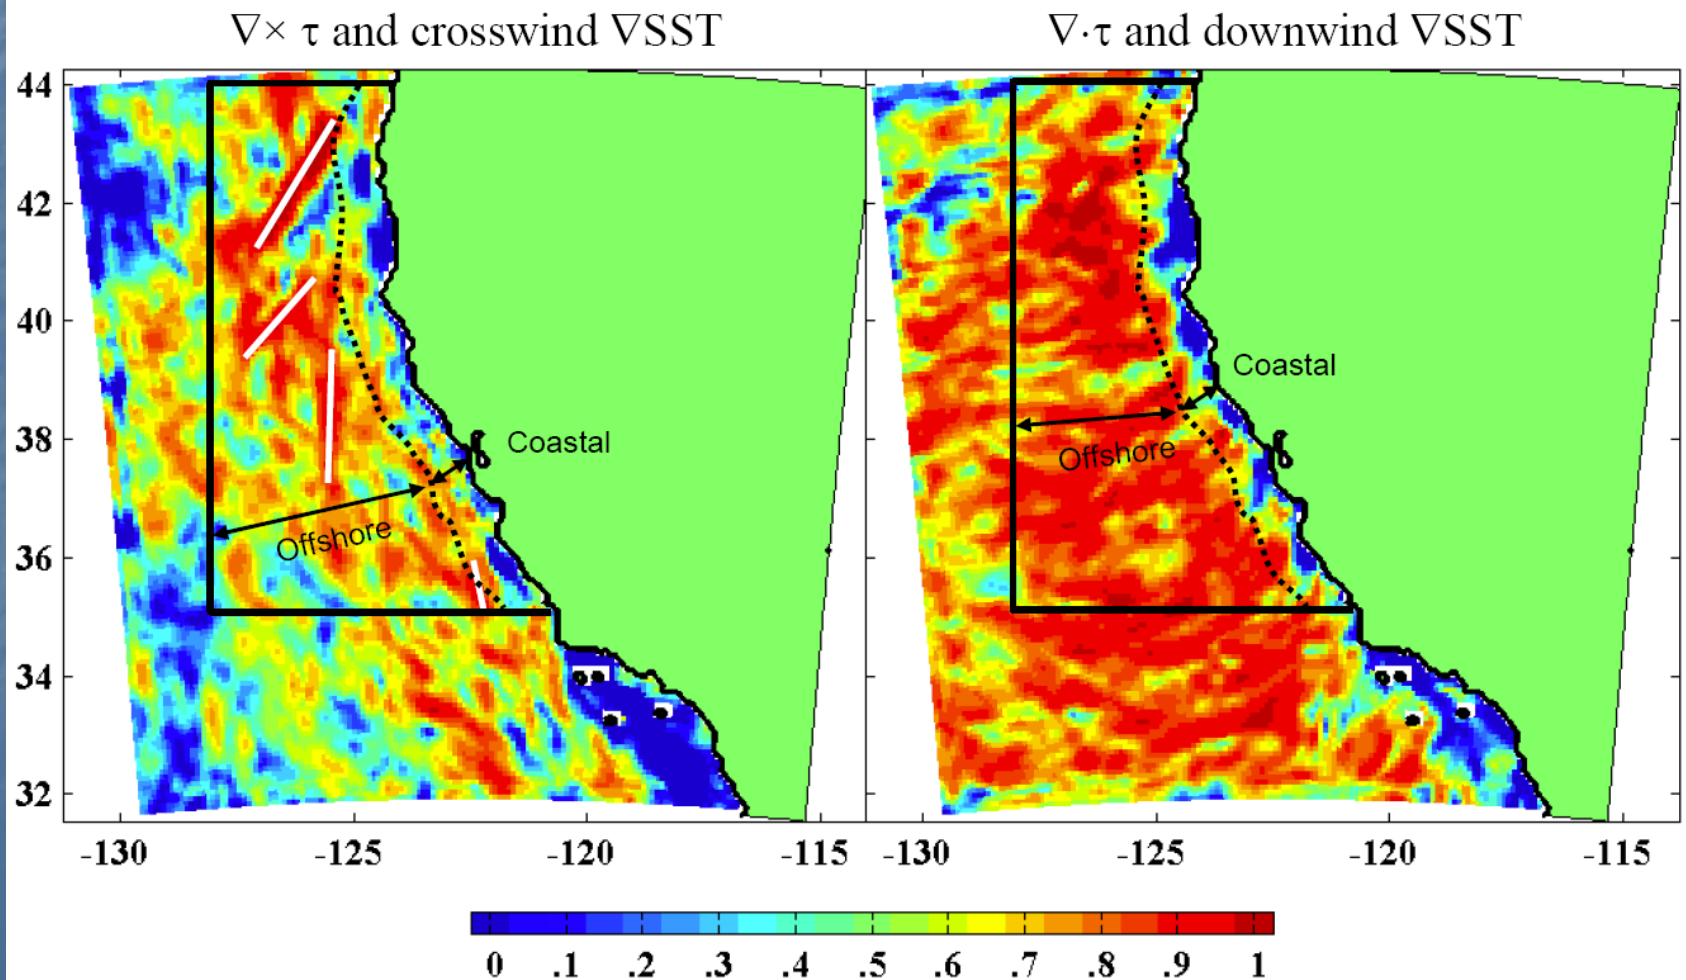 ∇× τ and crosswind ∇SST
∇·τ and downwind ∇SST
44
42
40
38
36
34
32
Coastal
Offshore
Coastal
Offshore
-130 -125 -120 -115
-130 -125 -120 -115
0 .1 .2 .3 .4 .5 .6 .7 .8 .9 1